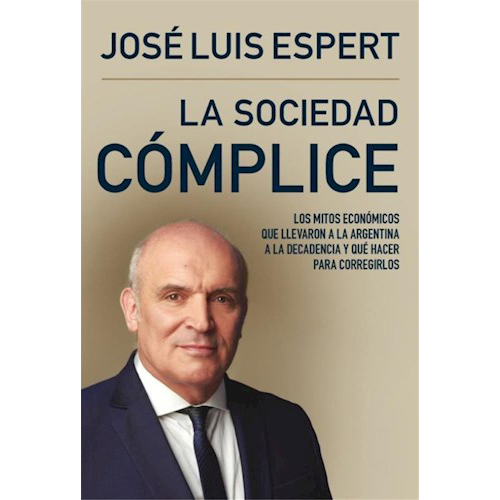 JOSÉ LUIS ESPERT
LA SOCIEDAD
CÓMPLICE
LOS MITOS ECONÓMICOS
QUE LLEVARON A LA ARGENTINA
A LA DECADENCIA Y QUÉ HACER
PARA CORREGIRLOS